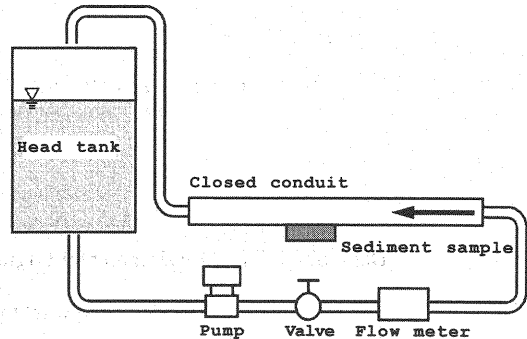 Head tank
Closed conduit
Sediment sample
Pump
Valve
Flow meter